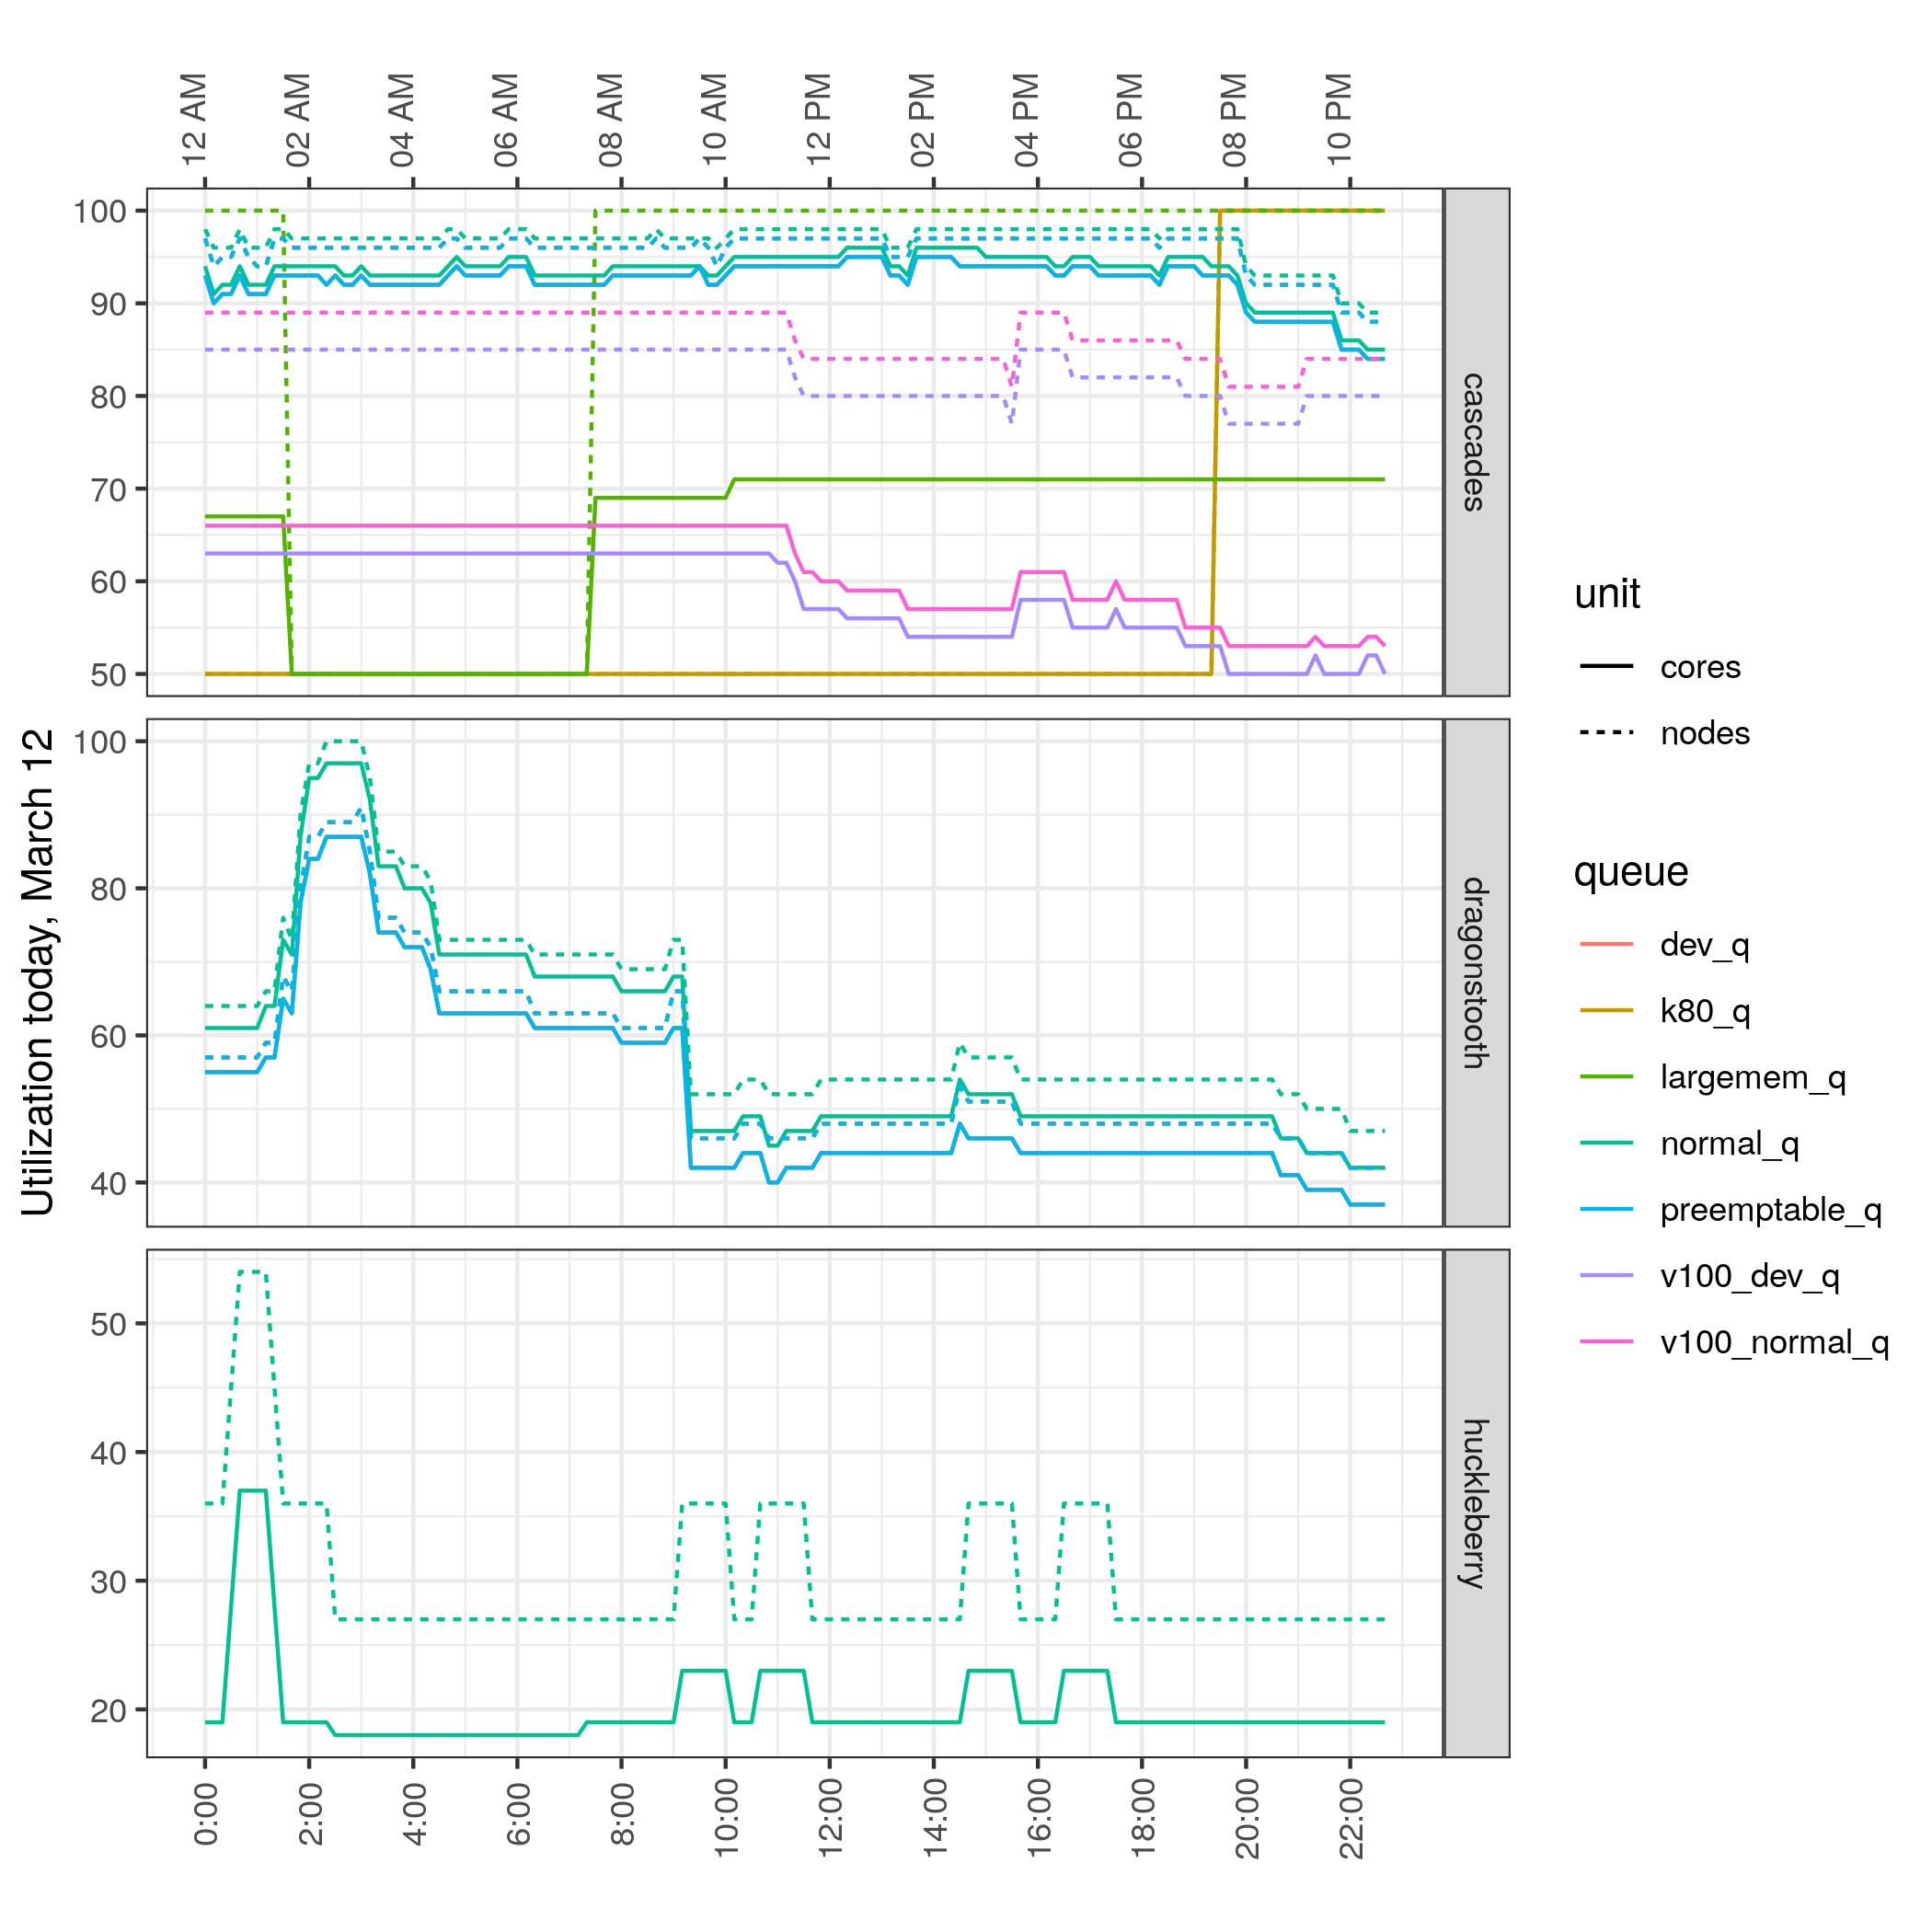 12 AM
02 AM
04 AM
06 AM
08 AM
10 AM
12 PM
02 PM
04 PM
06 PM
08 PM
10 PM
Utilization today, March 12
100
90
80
70
60
50
cascades
100
80
60
40
dragonstooth
50
40
30
20
huckleberry
0:00
2:00
4:00
6:00
8:00
10:00
12:00
14:00
16:00
18:00
20:00
22:00
unit
cores
nodes
queue
dev_q
k80_q
largemem_q
normal_q
preemptable_q
v100_dev_q
v100_normal_q